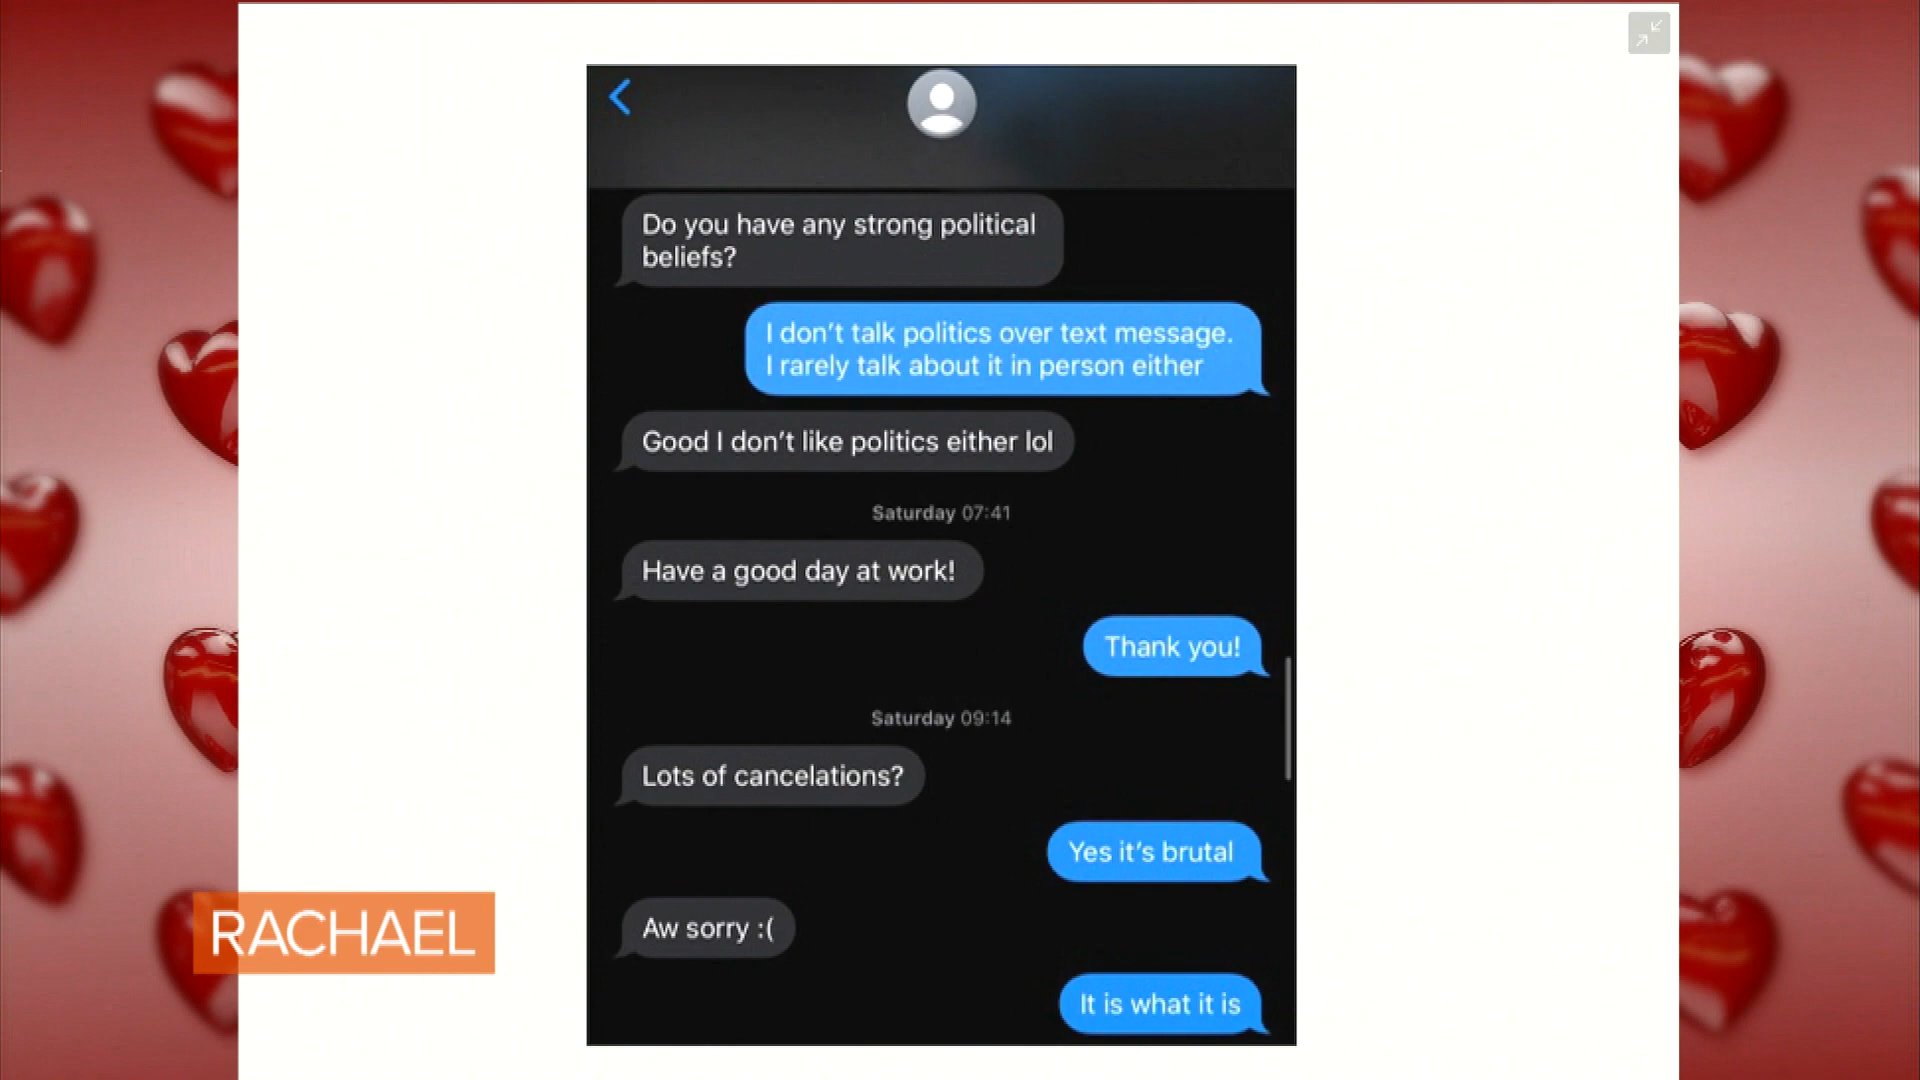 Do you have any strong political
beliefs?
I don't talk politics over text message.
I rarely talk about it in person either
Good I don't like politics either lol
Saturday 07:41
Have a good day at work!
Thank you!
Saturday 09:14
Lots of cancelations?
Yes it's brutal
Aw sorry :(
It is what it is
RACHAEL